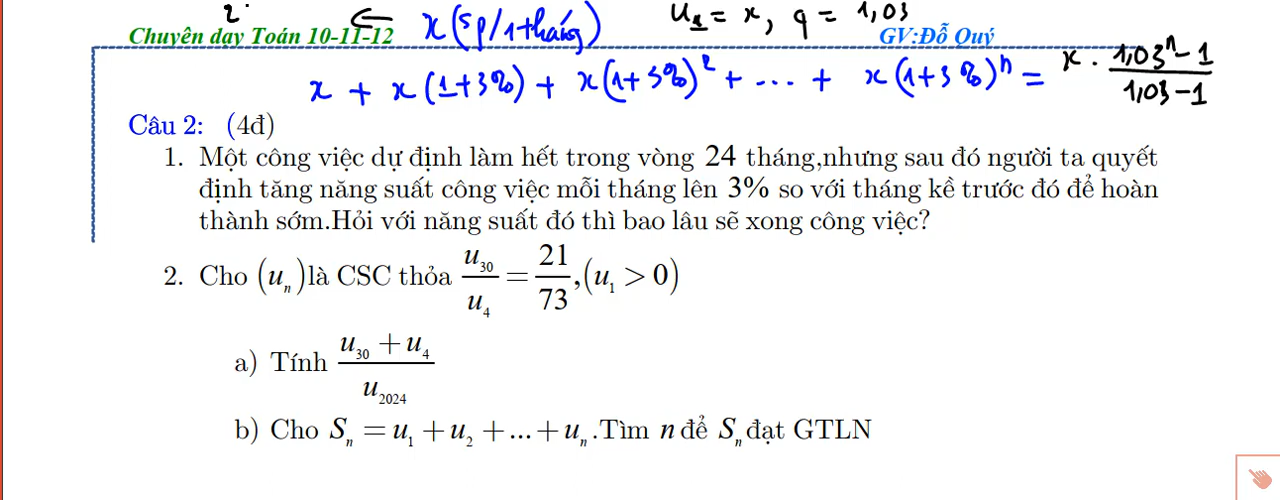 2.
← x (sp/1 tháng) u₁ = x, q = 1,03
Chuyên dạy Toán 10-11-12 GV:Đỗ Quý
x + x(1+3%) + x(1+3%)² + ... + x(1+3%)ⁿ = x . (1,03ⁿ - 1)/(1,03 - 1)
Câu 2: (4đ)
1. Một công việc dự định làm hết trong vòng 24 tháng,nhưng sau đó người ta quyết
định tăng năng suất công việc mỗi tháng lên 3% so với tháng kề trước đó để hoàn
thành sớm.Hỏi với năng suất đó thì bao lâu sẽ xong công việc?
2. Cho (uₙ)là CSC thỏa u₃₀/u₄ = 21/73,(u₁ > 0)
a) Tính (u₃₀ + u₄)/u₂₀₂₄
b) Cho Sₙ = u₁ + u₂ + ... + uₙ.Tìm n để Sₙ đạt GTLN